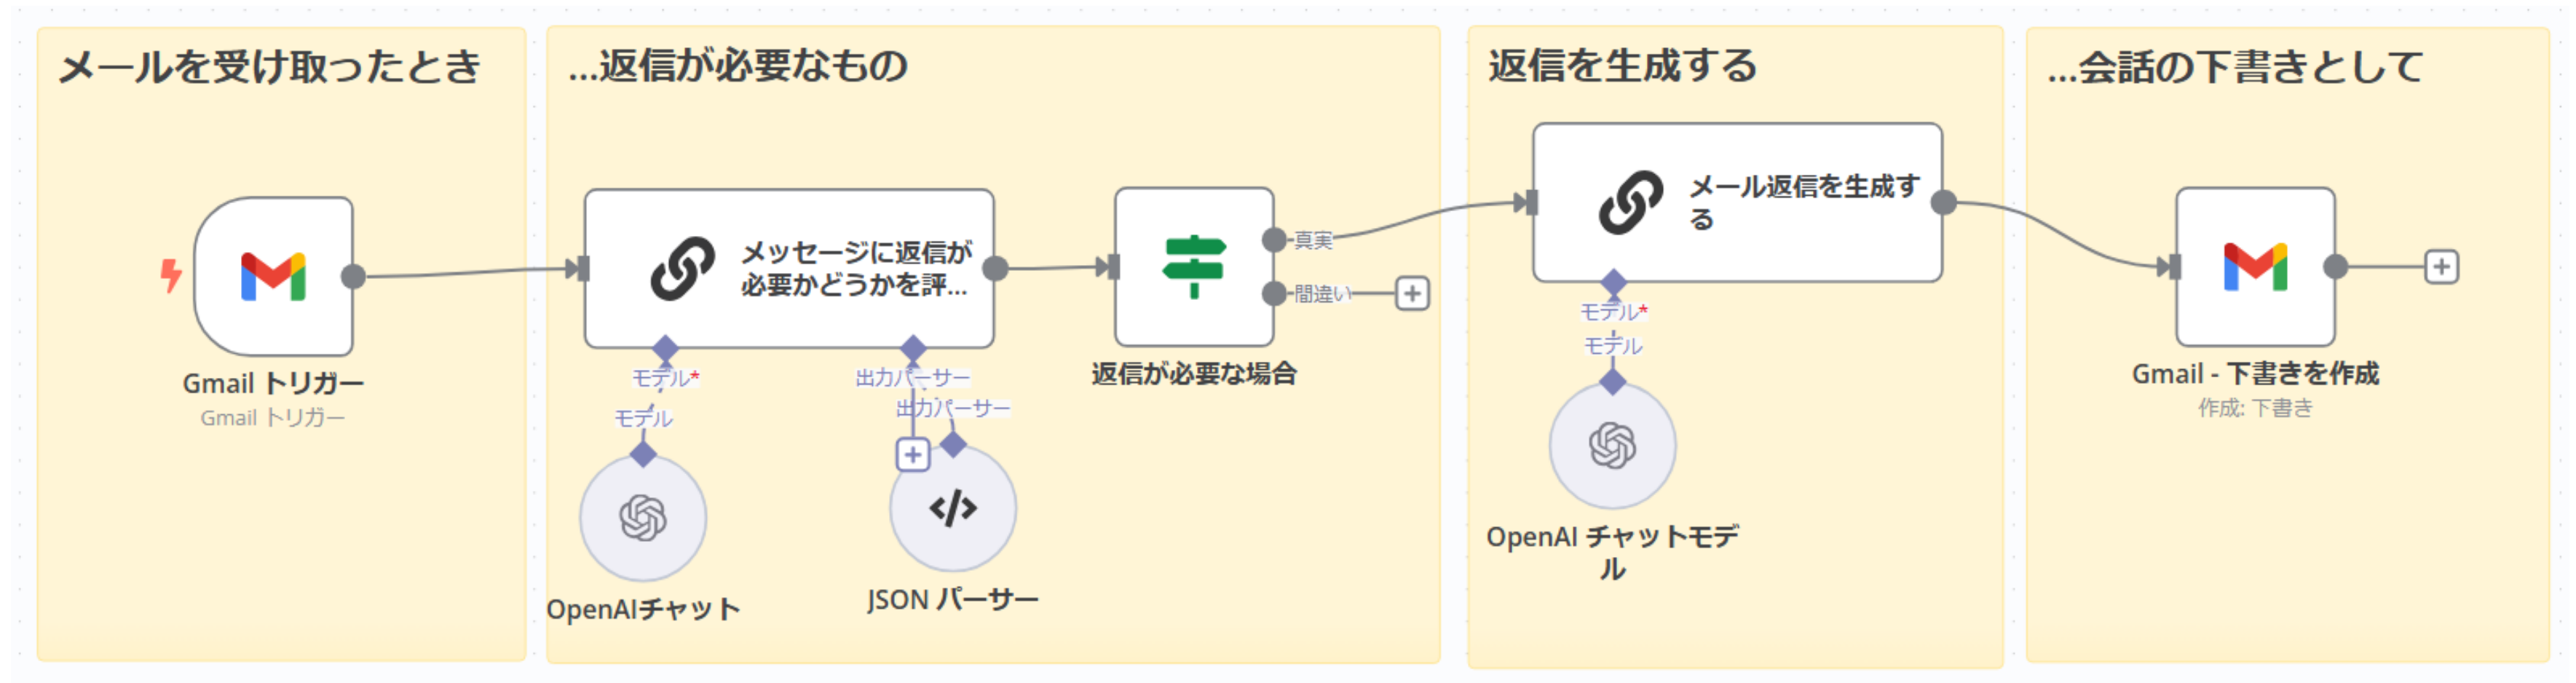 メールを受け取ったとき
Gmail トリガー
Gmail トリガー
...返信が必要なもの
メッセージに返信が
必要かどうかを評...
モデル*
モデル
OpenAIチャット
出力パーサー
出力パーサー
JSON パーサー
真実
間違い
返信が必要な場合
返信を生成する
メール返信を生成す
る
モデル*
モデル
OpenAI チャットモデ
ル
...会話の下書きとして
Gmail - 下書きを作成
作成: 下書き